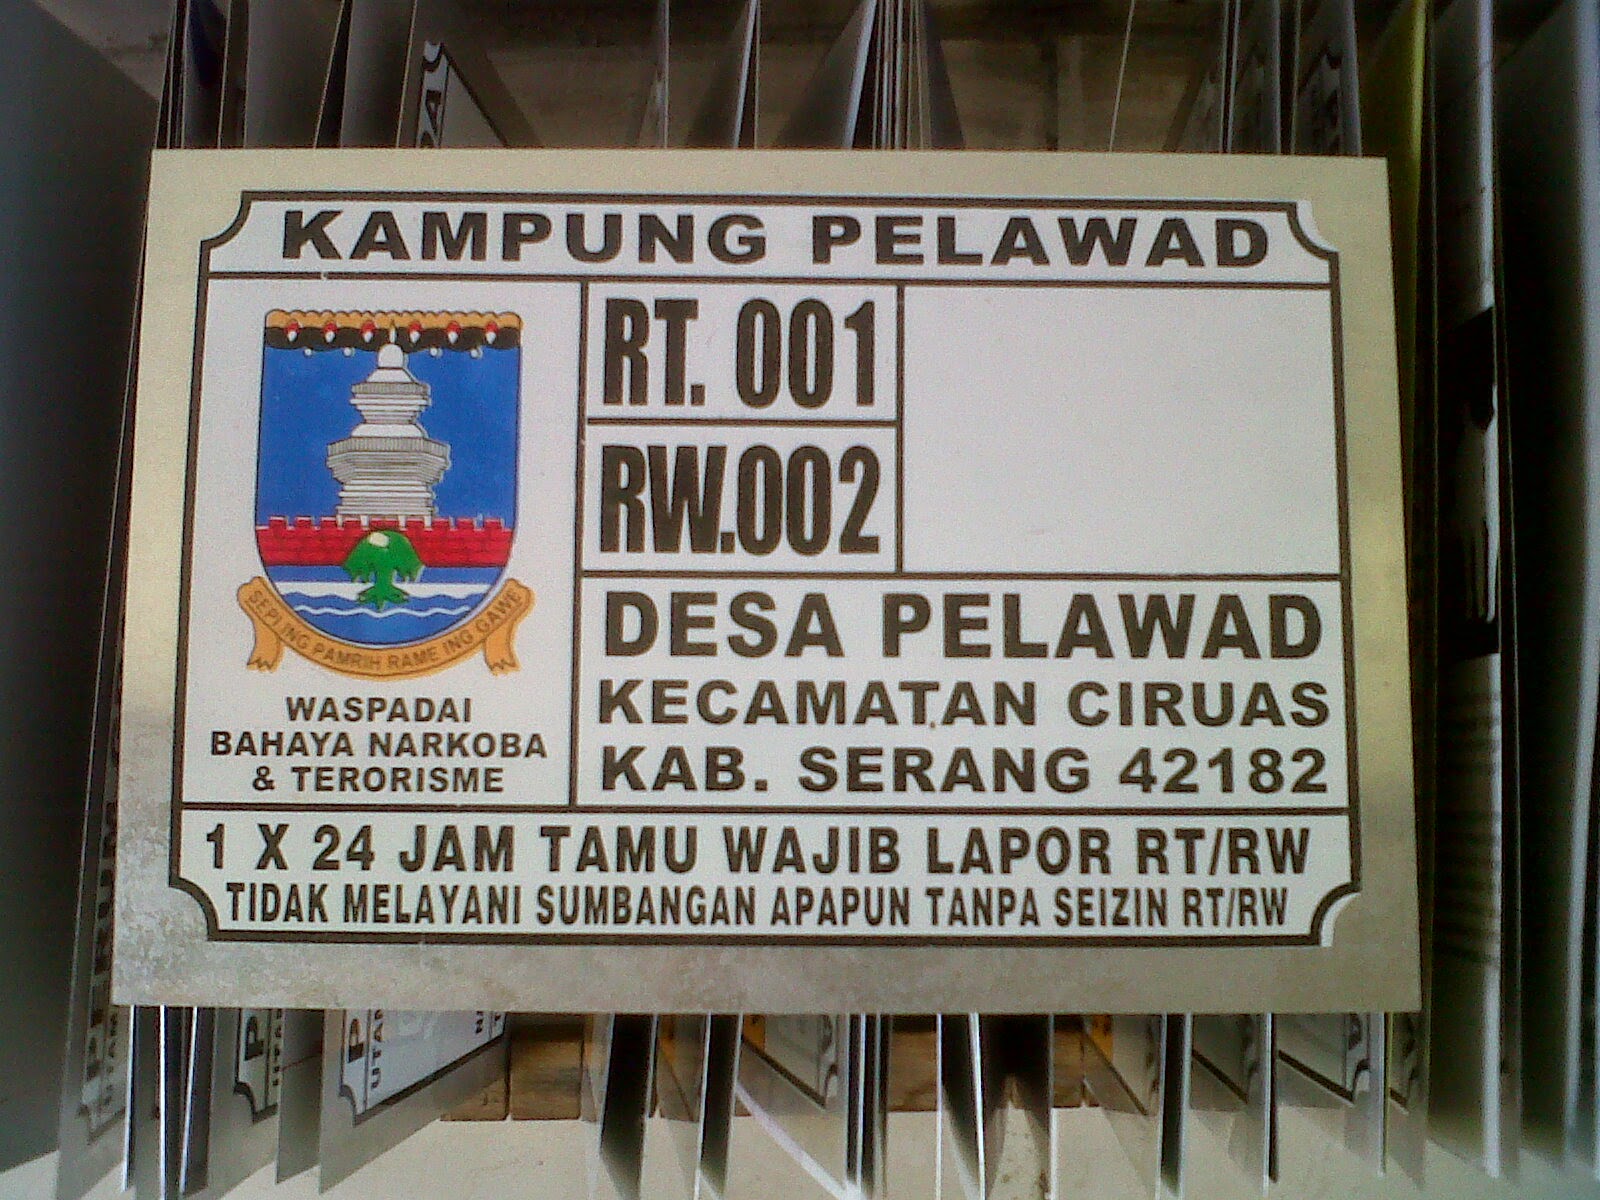 KAMPUNG PELAWAD
RT. 001
RW.002
SEPI ING PAMRIH RAME ING GAWE
WASPADAI
BAHAYA NARKOBA
& TERORISME
DESA PELAWAD
KECAMATAN CIRUAS
KAB. SERANG 42182
1 X 24 JAM TAMU WAJIB LAPOR RT/RW
TIDAK MELAYANI SUMBANGAN APAPUN TANPA SEIZIN RT/RW